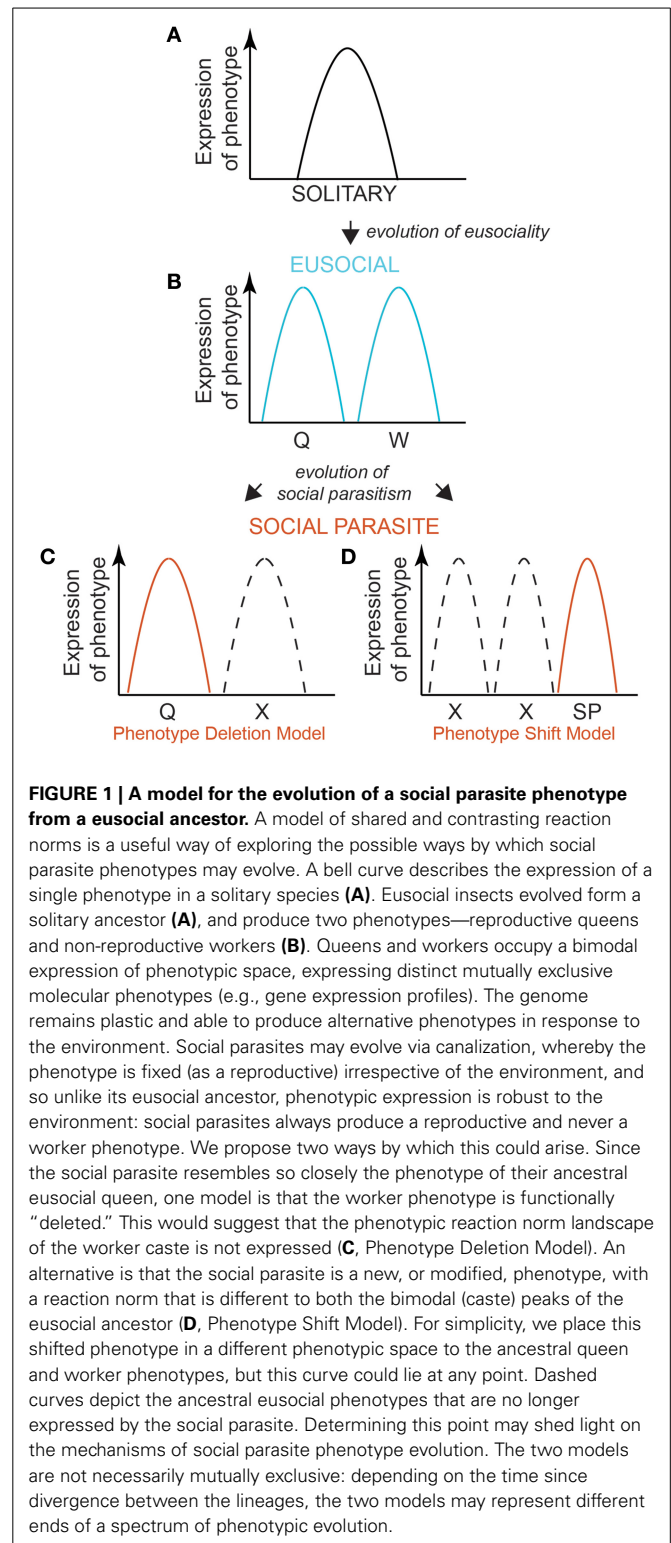 A
Expression
of phenotype
SOLITARY
evolution of eusociality
EUSOCIAL
B
Expression
of phenotype
Q W
evolution of
social parasitism
SOCIAL PARASITE
C D
Expression
of phenotype
Expression
of phenotype
Q X X X SP
Phenotype Deletion Model Phenotype Shift Model
FIGURE 1 | A model for the evolution of a social parasite phenotype
from a eusocial ancestor. A model of shared and contrasting reaction
norms is a useful way of exploring the possible ways by which social
parasite phenotypes may evolve. A bell curve describes the expression of a
single phenotype in a solitary species (A). Eusocial insects evolved form a
solitary ancestor (A), and produce two phenotypes—reproductive queens
and non-reproductive workers (B). Queens and workers occupy a bimodal
expression of phenotypic space, expressing distinct mutually exclusive
molecular phenotypes (e.g., gene expression profiles). The genome
remains plastic and able to produce alternative phenotypes in response to
the environment. Social parasites may evolve via canalization, whereby the
phenotype is fixed (as a reproductive) irrespective of the environment, and
so unlike its eusocial ancestor, phenotypic expression is robust to the
environment: social parasites always produce a reproductive and never a
worker phenotype. We propose two ways by which this could arise. Since
the social parasite resembles so closely the phenotype of their ancestral
eusocial queen, one model is that the worker phenotype is functionally
“deleted.” This would suggest that the phenotypic reaction norm landscape
of the worker caste is not expressed (C, Phenotype Deletion Model). An
alternative is that the social parasite is a new, or modified, phenotype, with
a reaction norm that is different to both the bimodal (caste) peaks of the
eusocial ancestor (D, Phenotype Shift Model). For simplicity, we place this
shifted phenotype in a different phenotypic space to the ancestral queen
and worker phenotypes, but this curve could lie at any point. Dashed
curves depict the ancestral eusocial phenotypes that are no longer
expressed by the social parasite. Determining this point may shed light on
the mechanisms of social parasite phenotype evolution. The two models
are not necessarily mutually exclusive: depending on the time since
divergence between the lineages, the two models may represent different
ends of a spectrum of phenotypic evolution.